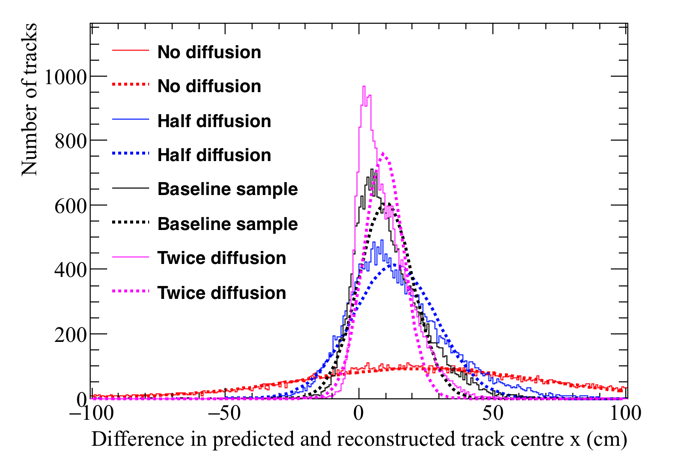 Number of tracks
1000
800
600
400
200
0
No diffusion
No diffusion
Half diffusion
Half diffusion
Baseline sample
Baseline sample
Twice diffusion
Twice diffusion
−100 −50 0 50 100
Difference in predicted and reconstructed track centre x (cm)